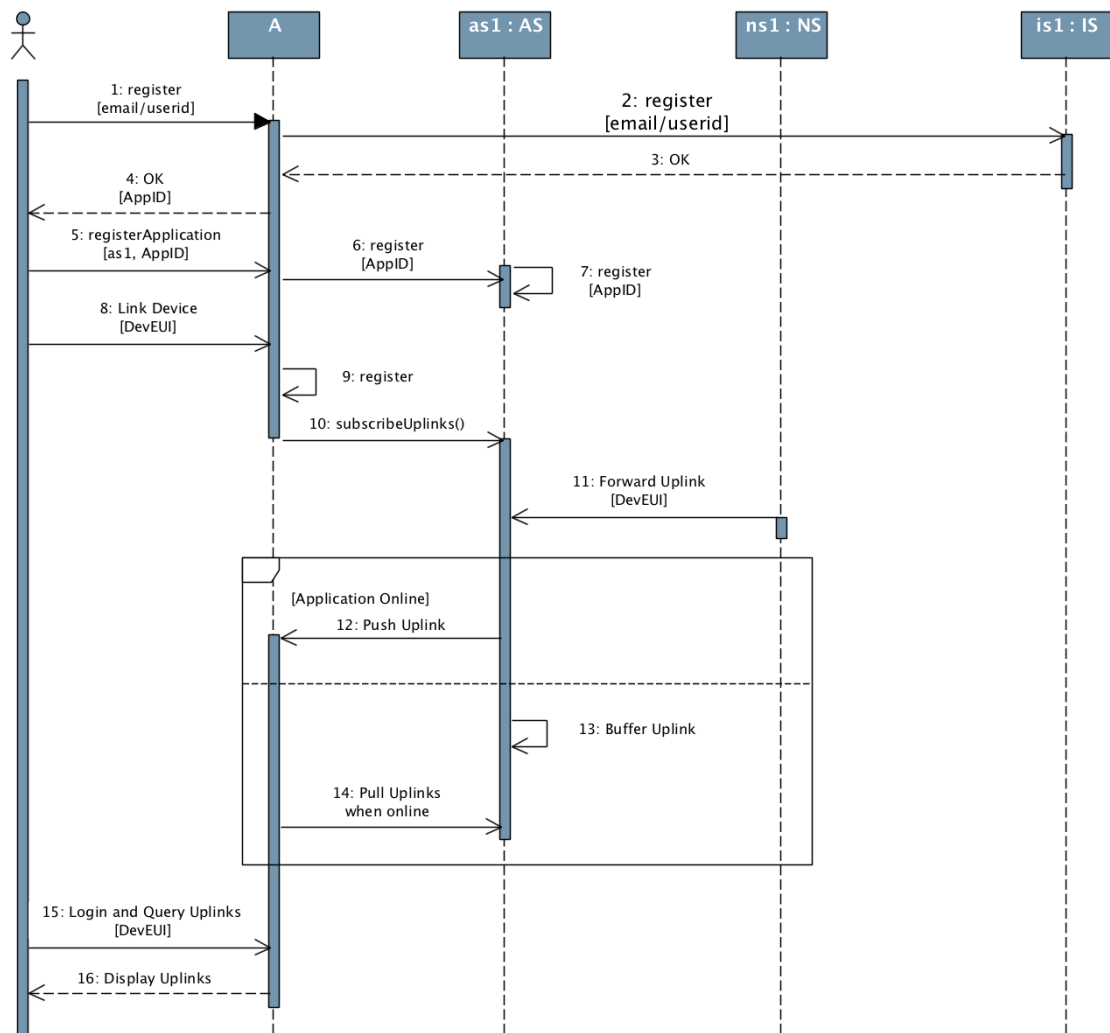 A
as1 : AS
ns1 : NS
is1 : IS
1: register
[email/userid]
2: register
[email/userid]
3: OK
4: OK
[AppID]
5: registerApplication
[as1, AppID]
6: register
[AppID]
7: register
[AppID]
8: Link Device
[DevEUI]
9: register
10: subscribeUplinks()
11: Forward Uplink
[DevEUI]
[Application Online]
12: Push Uplink
13: Buffer Uplink
14: Pull Uplinks
when online
15: Login and Query Uplinks
[DevEUI]
16: Display Uplinks